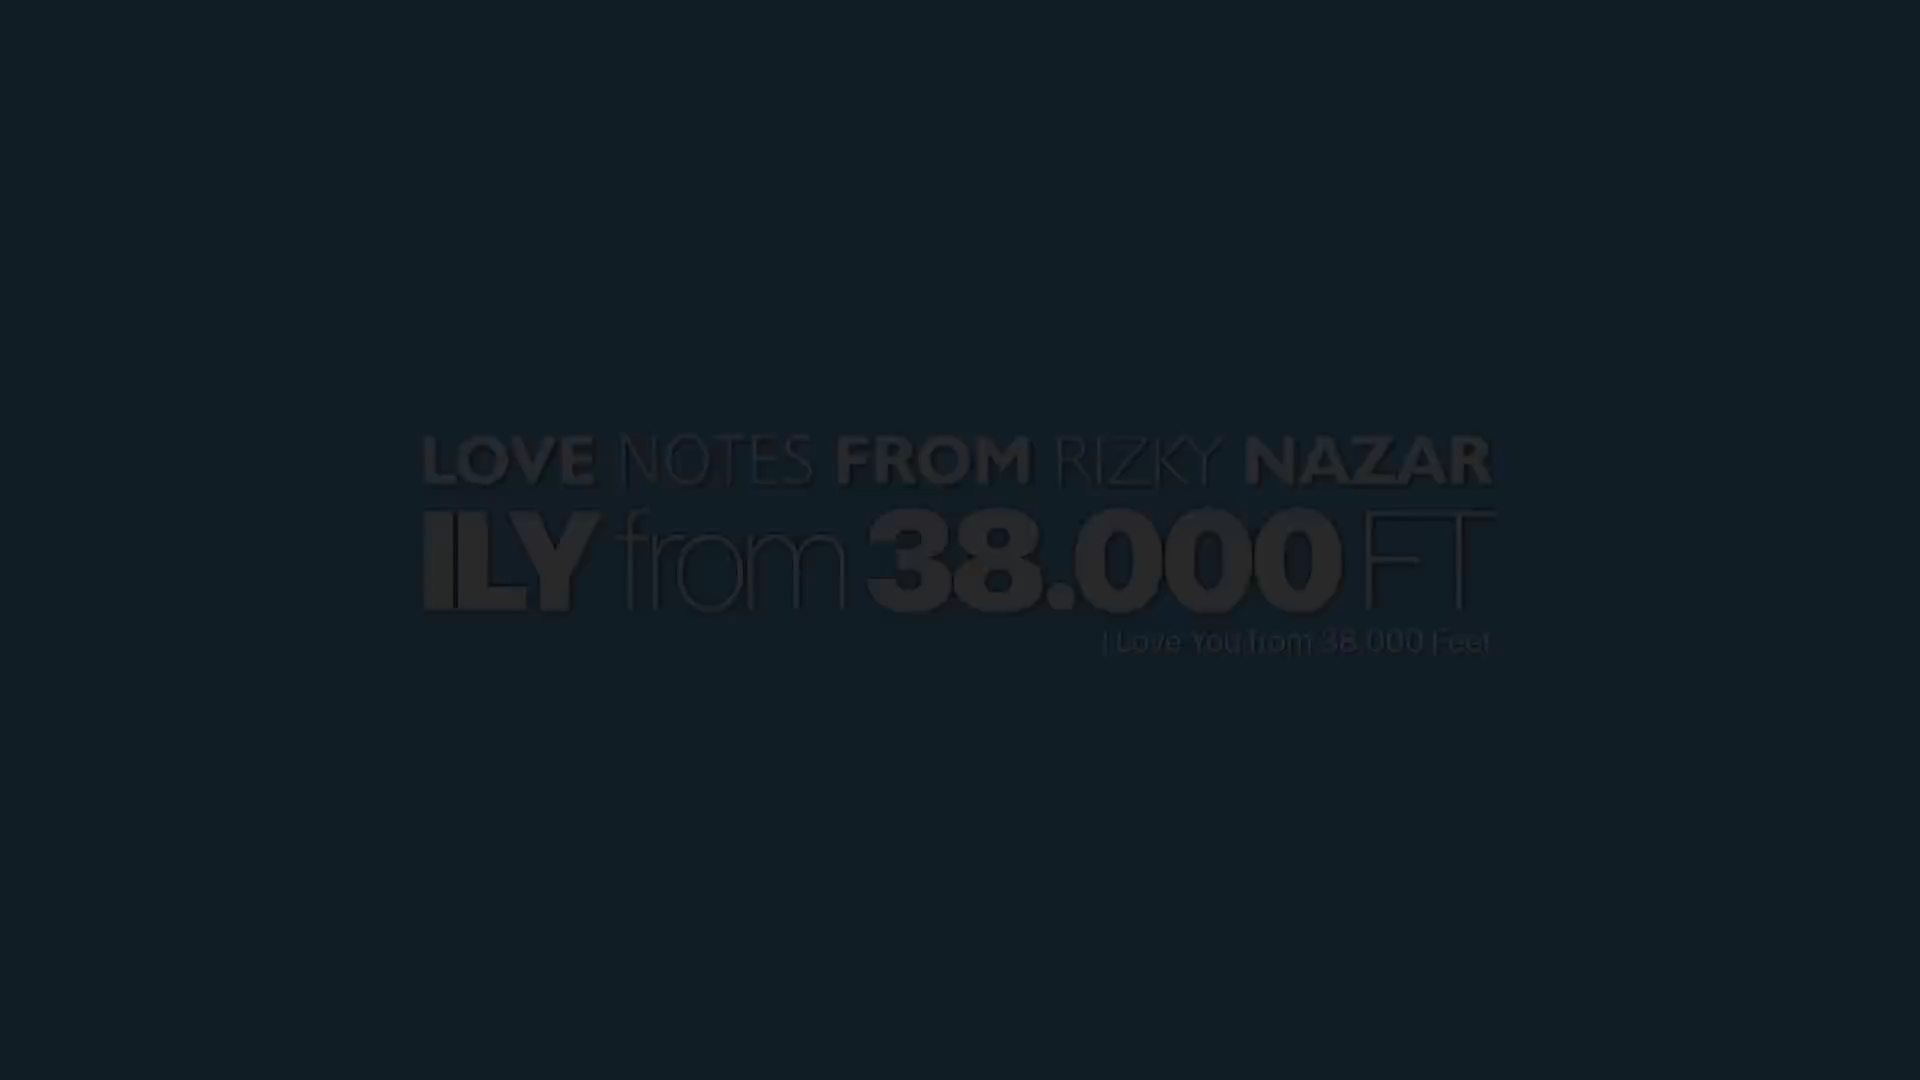 LOVE NOTES FROM RIZKY NAZAR
ILY from 38.000 FT
I Love You from 38.000 Feet